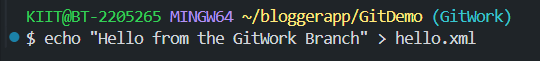 KIIT@BT-2205265 MINGW64 ~/bloggerapp/GitDemo (GitWork)
$ echo "Hello from the GitWork Branch" > hello.xml